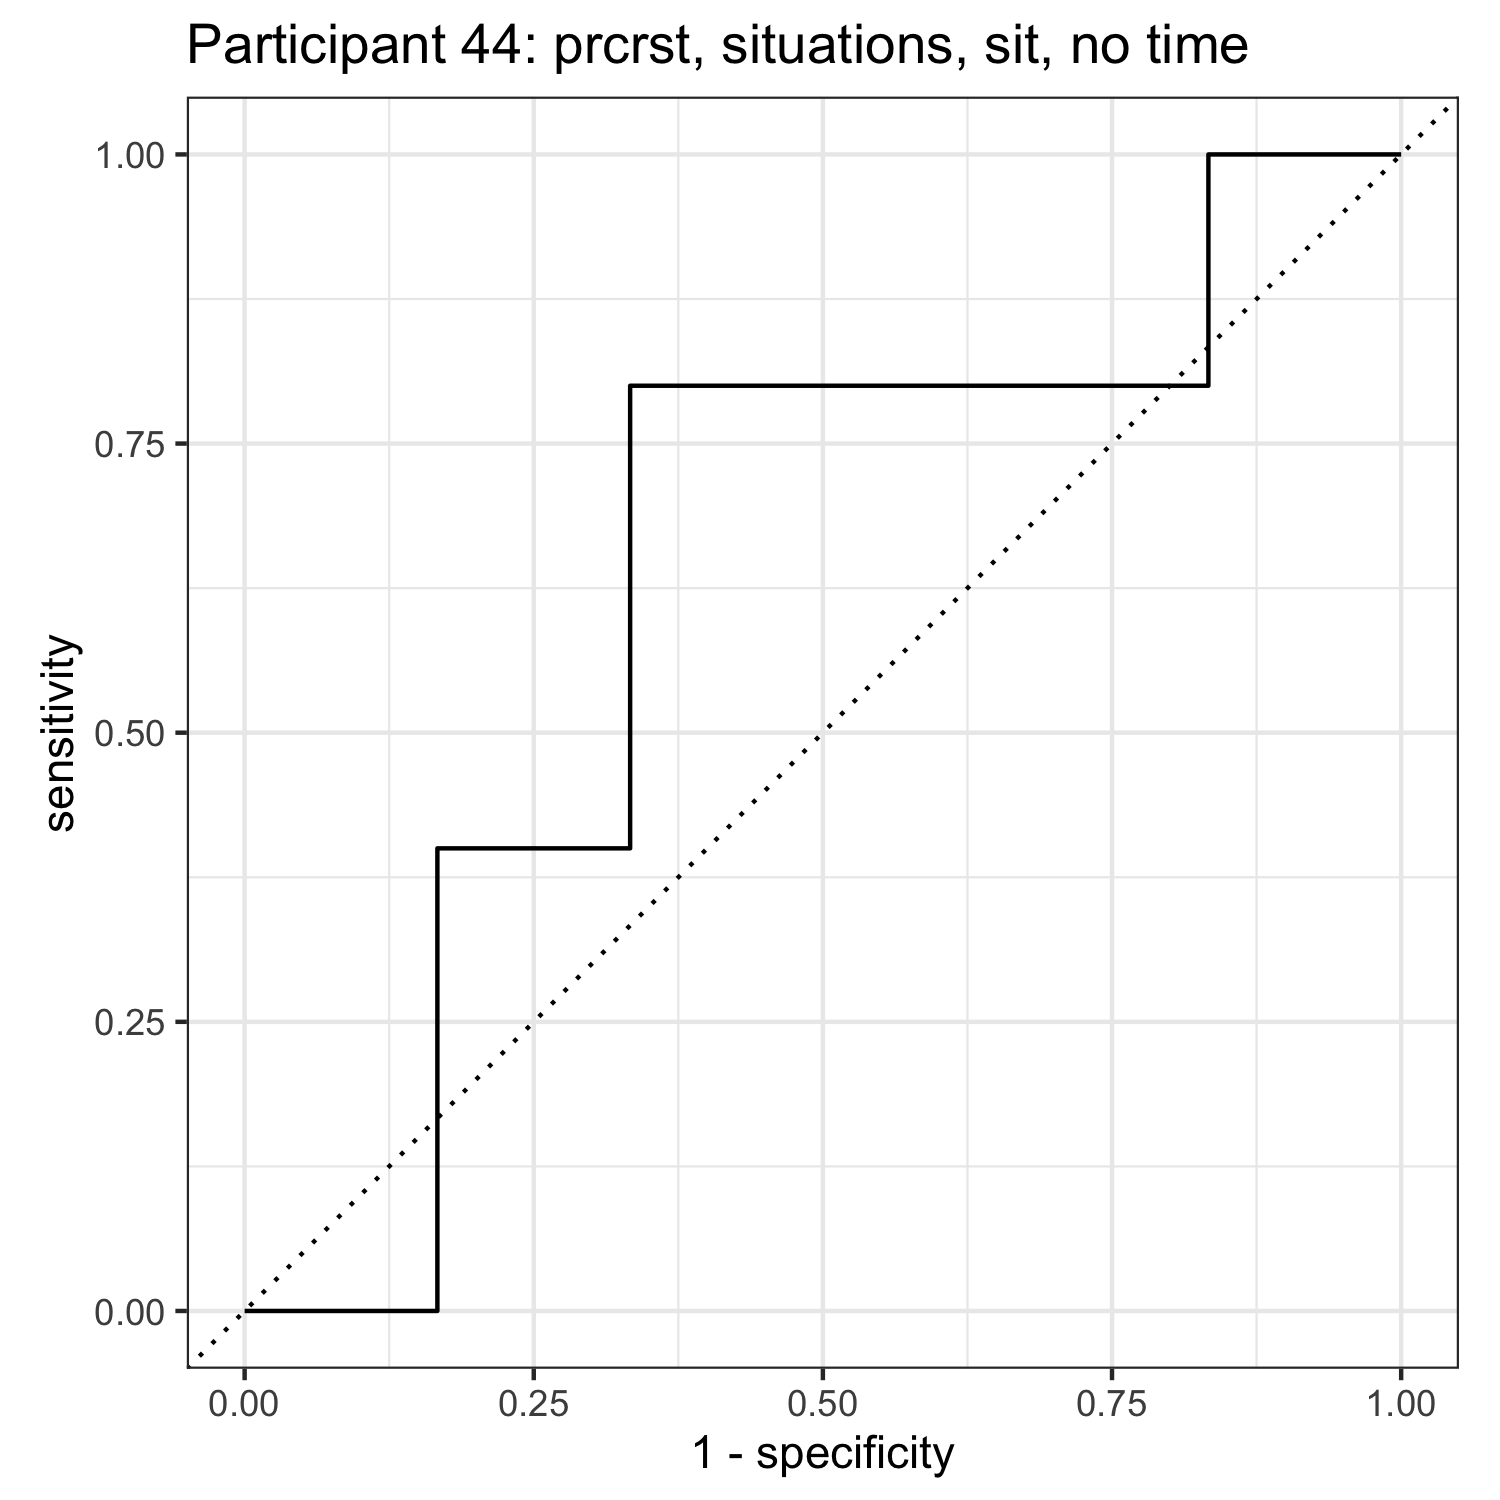 Participant 44: prcrst, situations, sit, no time
sensitivity
1.00
0.75
0.50
0.25
0.00
0.00 0.25 0.50 0.75 1.00
1 - specificity